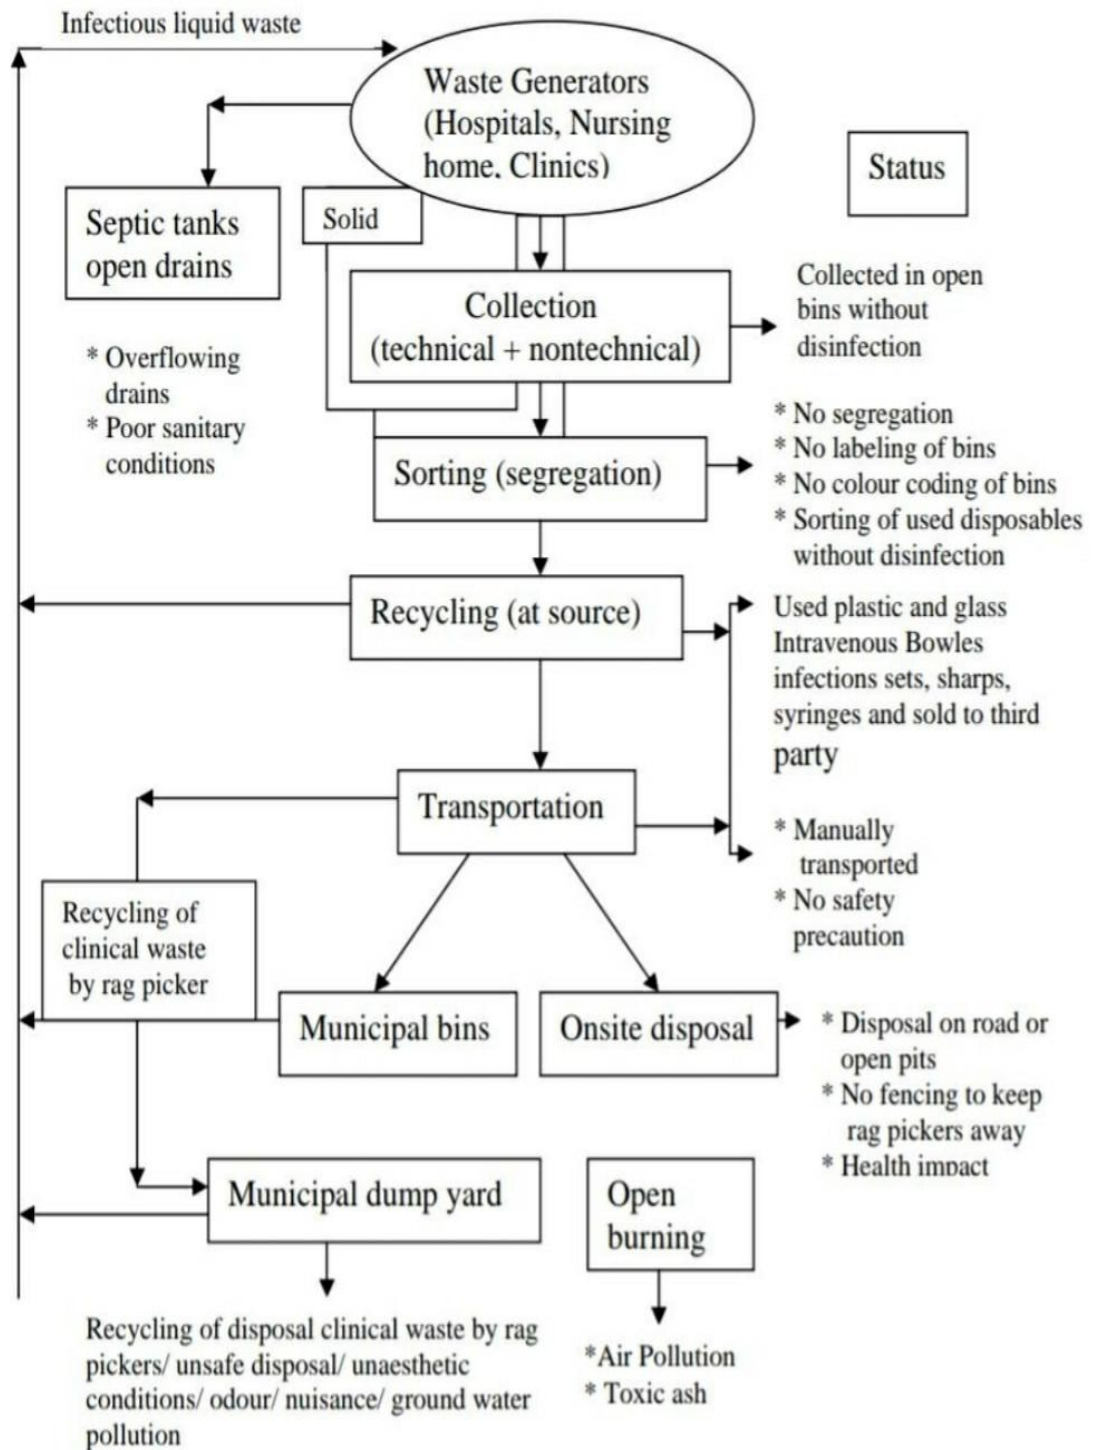 Infectious liquid waste
Waste Generators
(Hospitals, Nursing
home. Clinics)
Status
Septic tanks
open drains
Solid
Collection
(technical + nontechnical)
Collected in open
bins without
disinfection
* Overflowing
drains
* Poor sanitary
conditions
Sorting (segregation)
* No segregation
* No labeling of bins
* No colour coding of bins
* Sorting of used disposables
without disinfection
Recycling (at source)
Used plastic and glass
Intravenous Bowles
infections sets, sharps,
syringes and sold to third
party
Transportation
* Manually
transported
* No safety
precaution
Recycling of
clinical waste
by rag picker
Municipal bins
Onsite disposal
* Disposal on road or
open pits
* No fencing to keep
rag pickers away
* Health impact
Municipal dump yard
Open
burning
Recycling of disposal clinical waste by rag
pickers/ unsafe disposal/ unaesthetic
conditions/ odour/ nuisance/ ground water
pollution
*Air Pollution
* Toxic ash